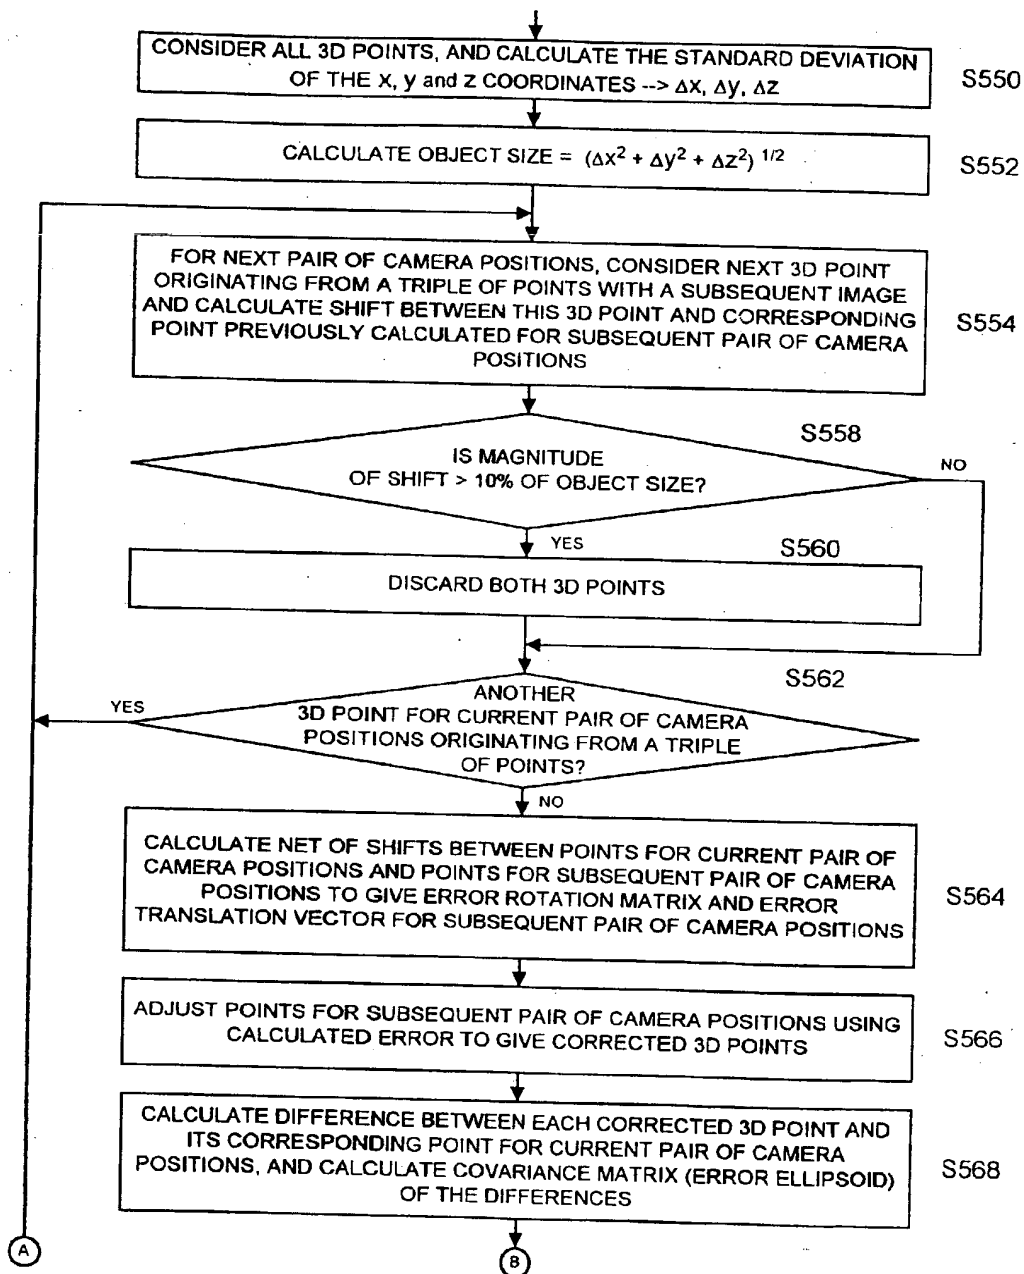 CONSIDER ALL 3D POINTS, AND CALCULATE THE STANDARD DEVIATION
OF THE x, y and z COORDINATES --> Δx, Δy, Δz
S550
CALCULATE OBJECT SIZE = (Δx² + Δy² + Δz²) 1/2
S552
FOR NEXT PAIR OF CAMERA POSITIONS, CONSIDER NEXT 3D POINT
ORIGINATING FROM A TRIPLE OF POINTS WITH A SUBSEQUENT IMAGE
AND CALCULATE SHIFT BETWEEN THIS 3D POINT AND CORRESPONDING
POINT PREVIOUSLY CALCULATED FOR SUBSEQUENT PAIR OF CAMERA
POSITIONS
S554
S558
IS MAGNITUDE
OF SHIFT > 10% OF OBJECT SIZE?
NO
YES
S560
DISCARD BOTH 3D POINTS
S562
ANOTHER
3D POINT FOR CURRENT PAIR OF CAMERA
POSITIONS ORIGINATING FROM A TRIPLE
OF POINTS?
YES
NO
CALCULATE NET OF SHIFTS BETWEEN POINTS FOR CURRENT PAIR OF
CAMERA POSITIONS AND POINTS FOR SUBSEQUENT PAIR OF CAMERA
POSITIONS TO GIVE ERROR ROTATION MATRIX AND ERROR
TRANSLATION VECTOR FOR SUBSEQUENT PAIR OF CAMERA POSITIONS
S564
ADJUST POINTS FOR SUBSEQUENT PAIR OF CAMERA POSITIONS USING
CALCULATED ERROR TO GIVE CORRECTED 3D POINTS
S566
CALCULATE DIFFERENCE BETWEEN EACH CORRECTED 3D POINT AND
ITS CORRESPONDING POINT FOR CURRENT PAIR OF CAMERA
POSITIONS, AND CALCULATE COVARIANCE MATRIX (ERROR ELLIPSOID)
OF THE DIFFERENCES
S568
A
B